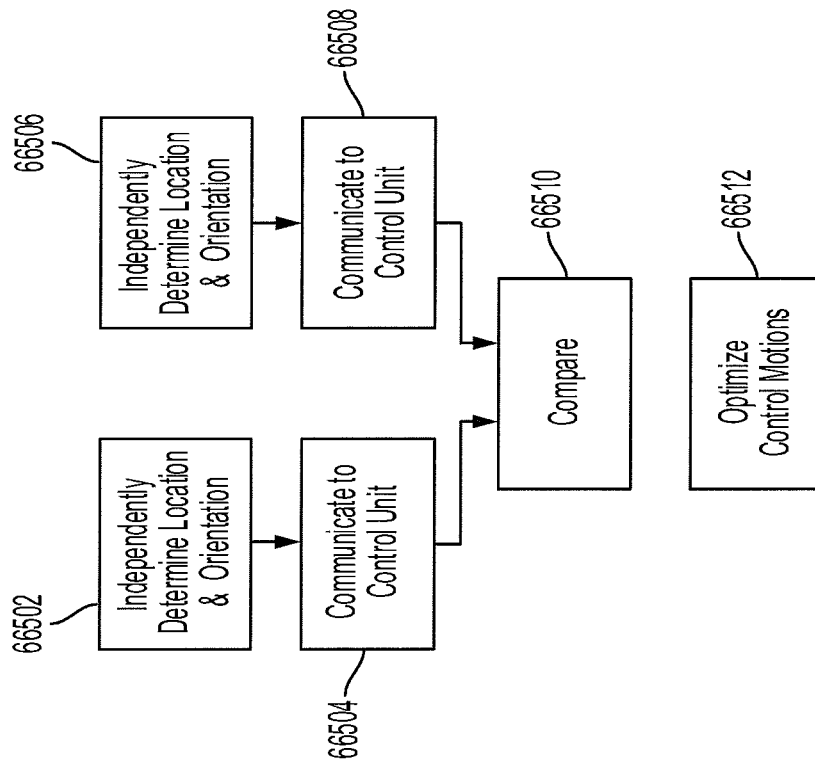 66502
Independently
Determine Location
& Orientation
66506
Independently
Determine Location
& Orientation
66504
Communicate to
Control Unit
66508
Communicate to
Control Unit
66510
Compare
66512
Optimize
Control Motions